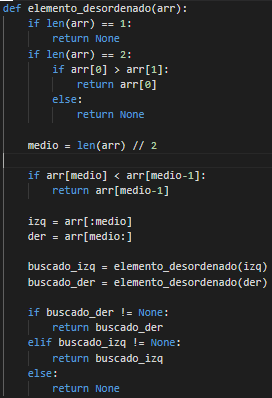 def elemento_desordenado(arr):
    if len(arr) == 1:
        return None
    if len(arr) == 2:
        if arr[0] > arr[1]:
            return arr[0]
        else:
            return None

    medio = len(arr) // 2

    if arr[medio] < arr[medio-1]:
        return arr[medio-1]

    izq = arr[:medio]
    der = arr[medio:]

    buscado_izq = elemento_desordenado(izq)
    buscado_der = elemento_desordenado(der)

    if buscado_der != None:
        return buscado_der
    elif buscado_izq != None:
        return buscado_izq
    else:
        return None